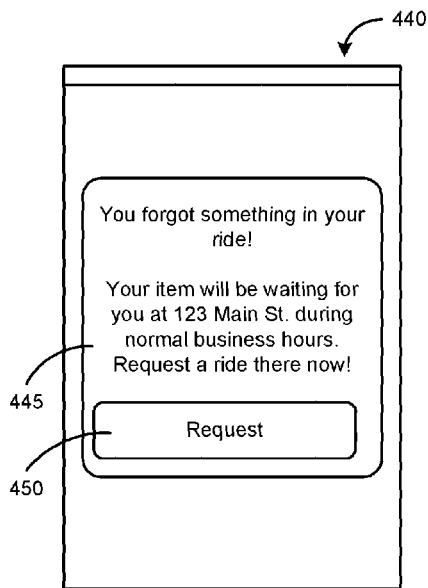 440
You forgot something in your
ride!
Your item will be waiting for
you at 123 Main St. during
normal business hours.
Request a ride there now!
445
Request
450